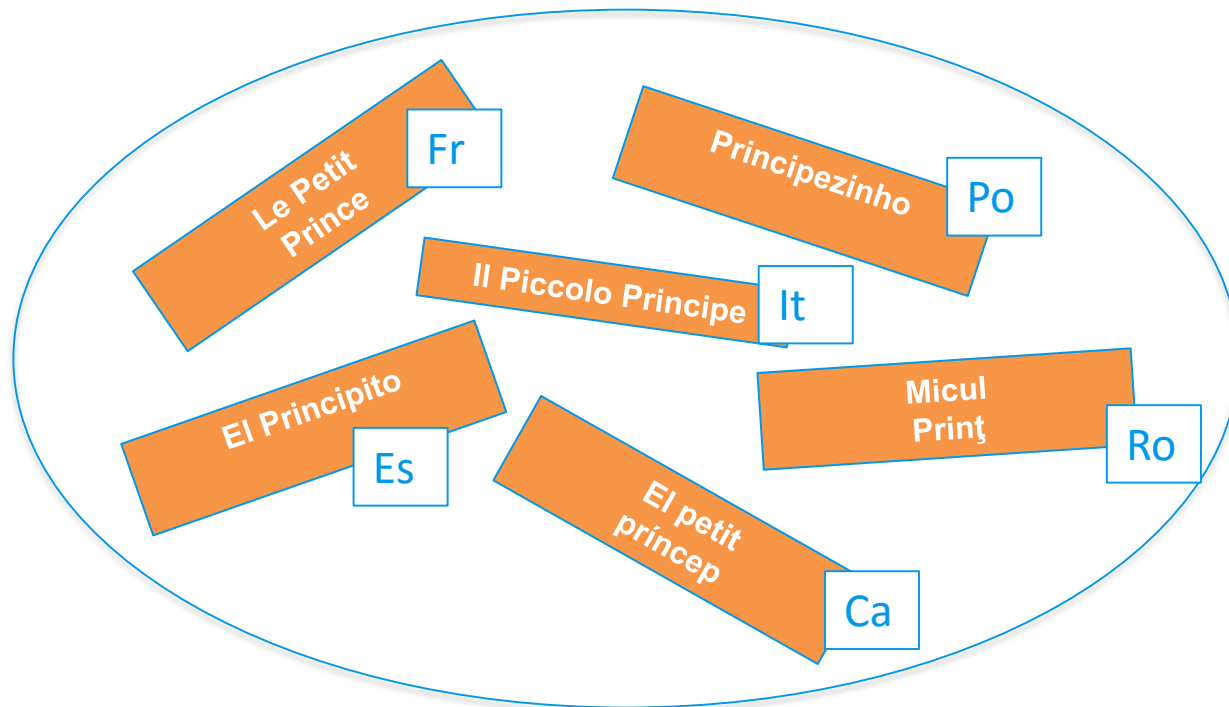 Le Petit
Prince
Fr
Principezinho
Po
Il Piccolo Principe
It
El Principito
Es
Micul
Prinţ
Ro
El petit
príncep
Ca